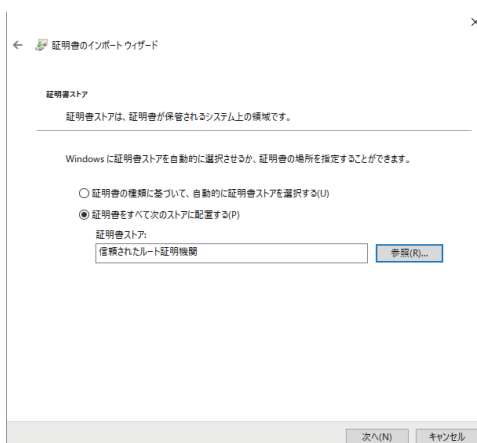 証明書のインポート ウィザード
証明書ストア
証明書ストアは、証明書が保管されるシステム上の領域です。
Windows に証明書ストアを自動的に選択させるか、証明書の場所を指定することができます。
証明書の種類に基づいて、自動的に証明書ストアを選択する(U)
証明書をすべて次のストアに配置する(P)
証明書ストア:
信頼されたルート証明機関
参照(R)...
次へ(N)
キャンセル